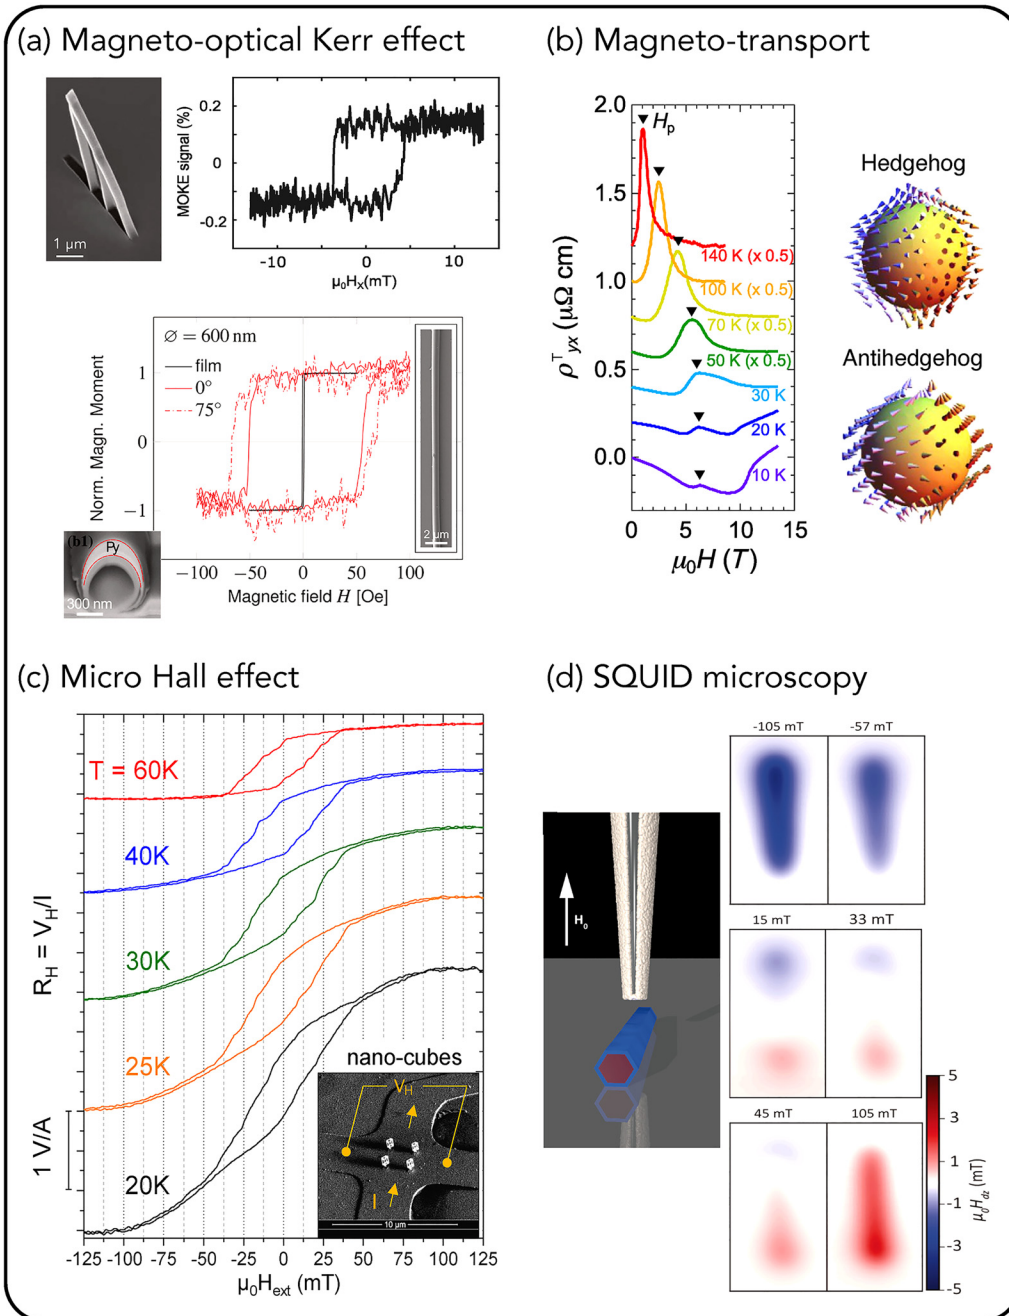 (a) Magneto-optical Kerr effect
1 µm
MOKE signal (%)
0.2
0
-0.2
-10
0
10
µ₀Hₓ(mT)
∅ = 600 nm
film
0°
75°
Norm. Magn. Moment
1
0
−1
2 µm
(b1)
Py
300 nm
−100
−50
0
50
100
Magnetic field H [Oe]
(b) Magneto-transport
2.0
1.5
1.0
0.5
0.0
ρᵀyx (µΩ cm)
Hp
140 K (x 0.5)
100 K (x 0.5)
70 K (x 0.5)
50 K (x 0.5)
30 K
20 K
10 K
0
5
10
15
µ₀H (T)
Hedgehog
Antihedgehog
(c) Micro Hall effect
T = 60K
40K
30K
25K
20K
R_H = V_H/I
1 V/A
nano-cubes
V_H
I
10 µm
-125
-100
-75
-50
-25
0
25
50
75
100
125
µ₀H_ext (mT)
(d) SQUID microscopy
H₀
-105 mT
-57 mT
15 mT
33 mT
45 mT
105 mT
5
3
1
-1
-3
-5
µ₀H_dz (mT)